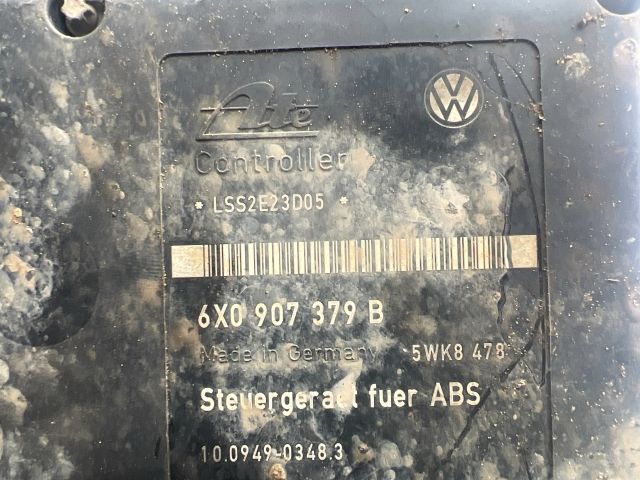 Ate
Controller
* LSS2E23D05 *
6X0 907 379 B
Made in Germany 5WK8 478
Steuergeraet fuer ABS
10.0949-0348.3